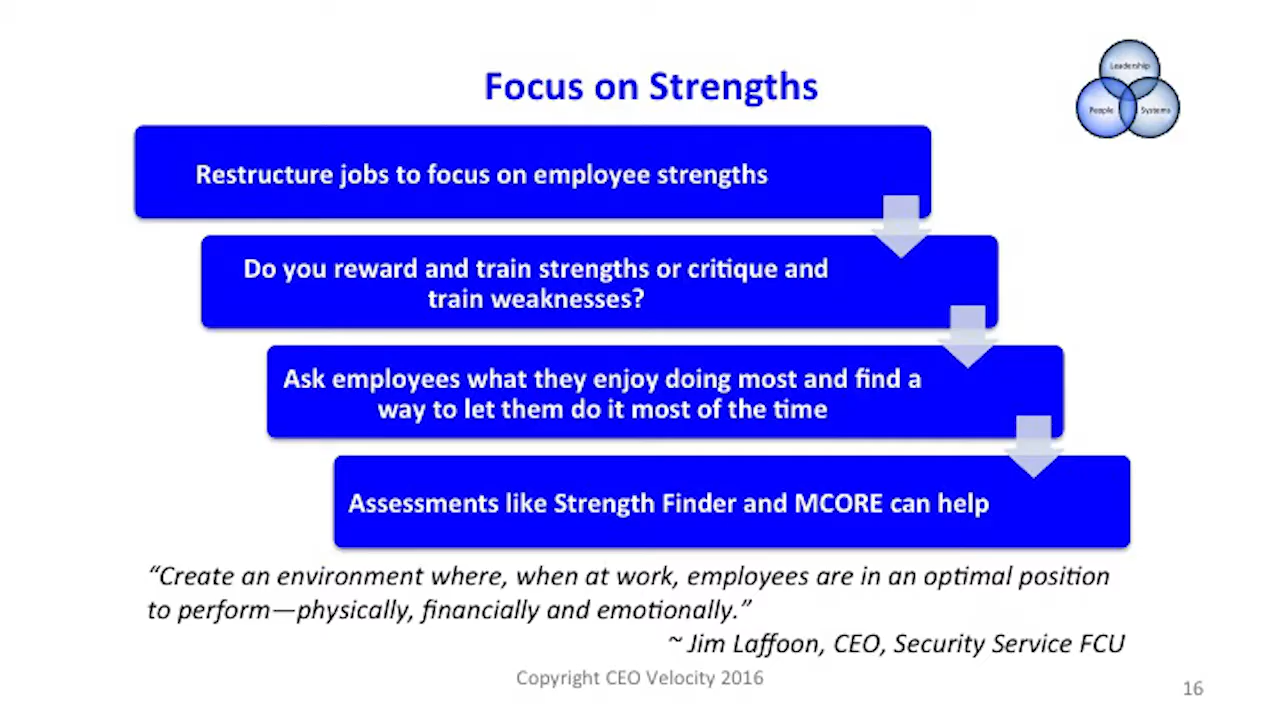 Focus on Strengths
Leadership
People
Systems
Restructure jobs to focus on employee strengths
Do you reward and train strengths or critique and
train weaknesses?
Ask employees what they enjoy doing most and find a
way to let them do it most of the time
Assessments like Strength Finder and MCORE can help
“Create an environment where, when at work, employees are in an optimal position
to perform—physically, financially and emotionally.”
~ Jim Laffoon, CEO, Security Service FCU
Copyright CEO Velocity 2016
16